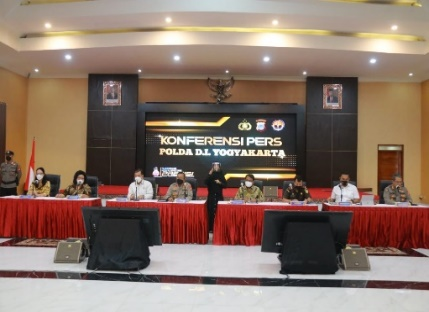 KONFERENSI PERS
POLDA D.I. YOGYAKARTA